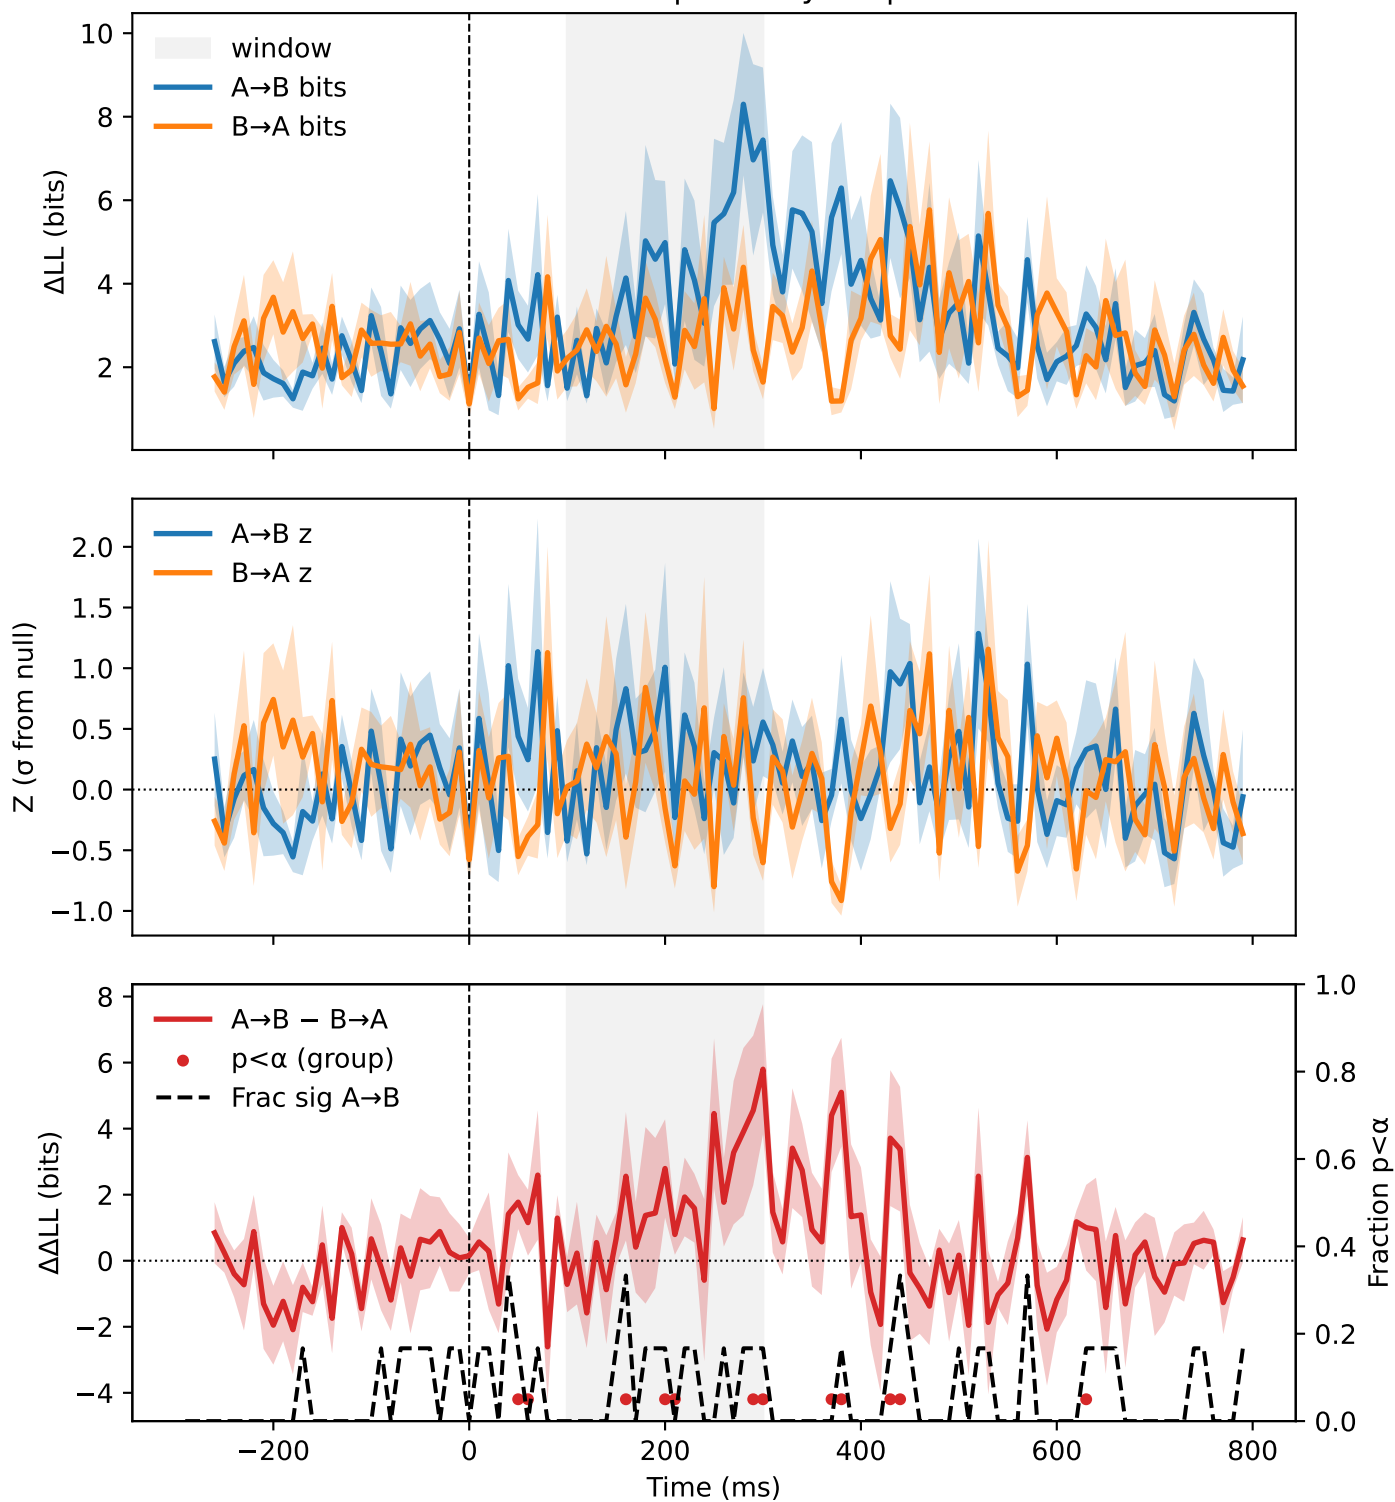 10
8
6
4
2
ΔLL (bits)
window
A→B bits
B→A bits
2.0
1.5
1.0
0.5
0.0
−0.5
−1.0
Z (σ from null)
A→B z
B→A z
8
6
4
2
0
−2
−4
ΔΔLL (bits)
A→B − B→A
p<α (group)
Frac sig A→B
1.0
0.8
0.6
0.4
0.2
0.0
Fraction p<α
−200
0
200
400
600
800
Time (ms)